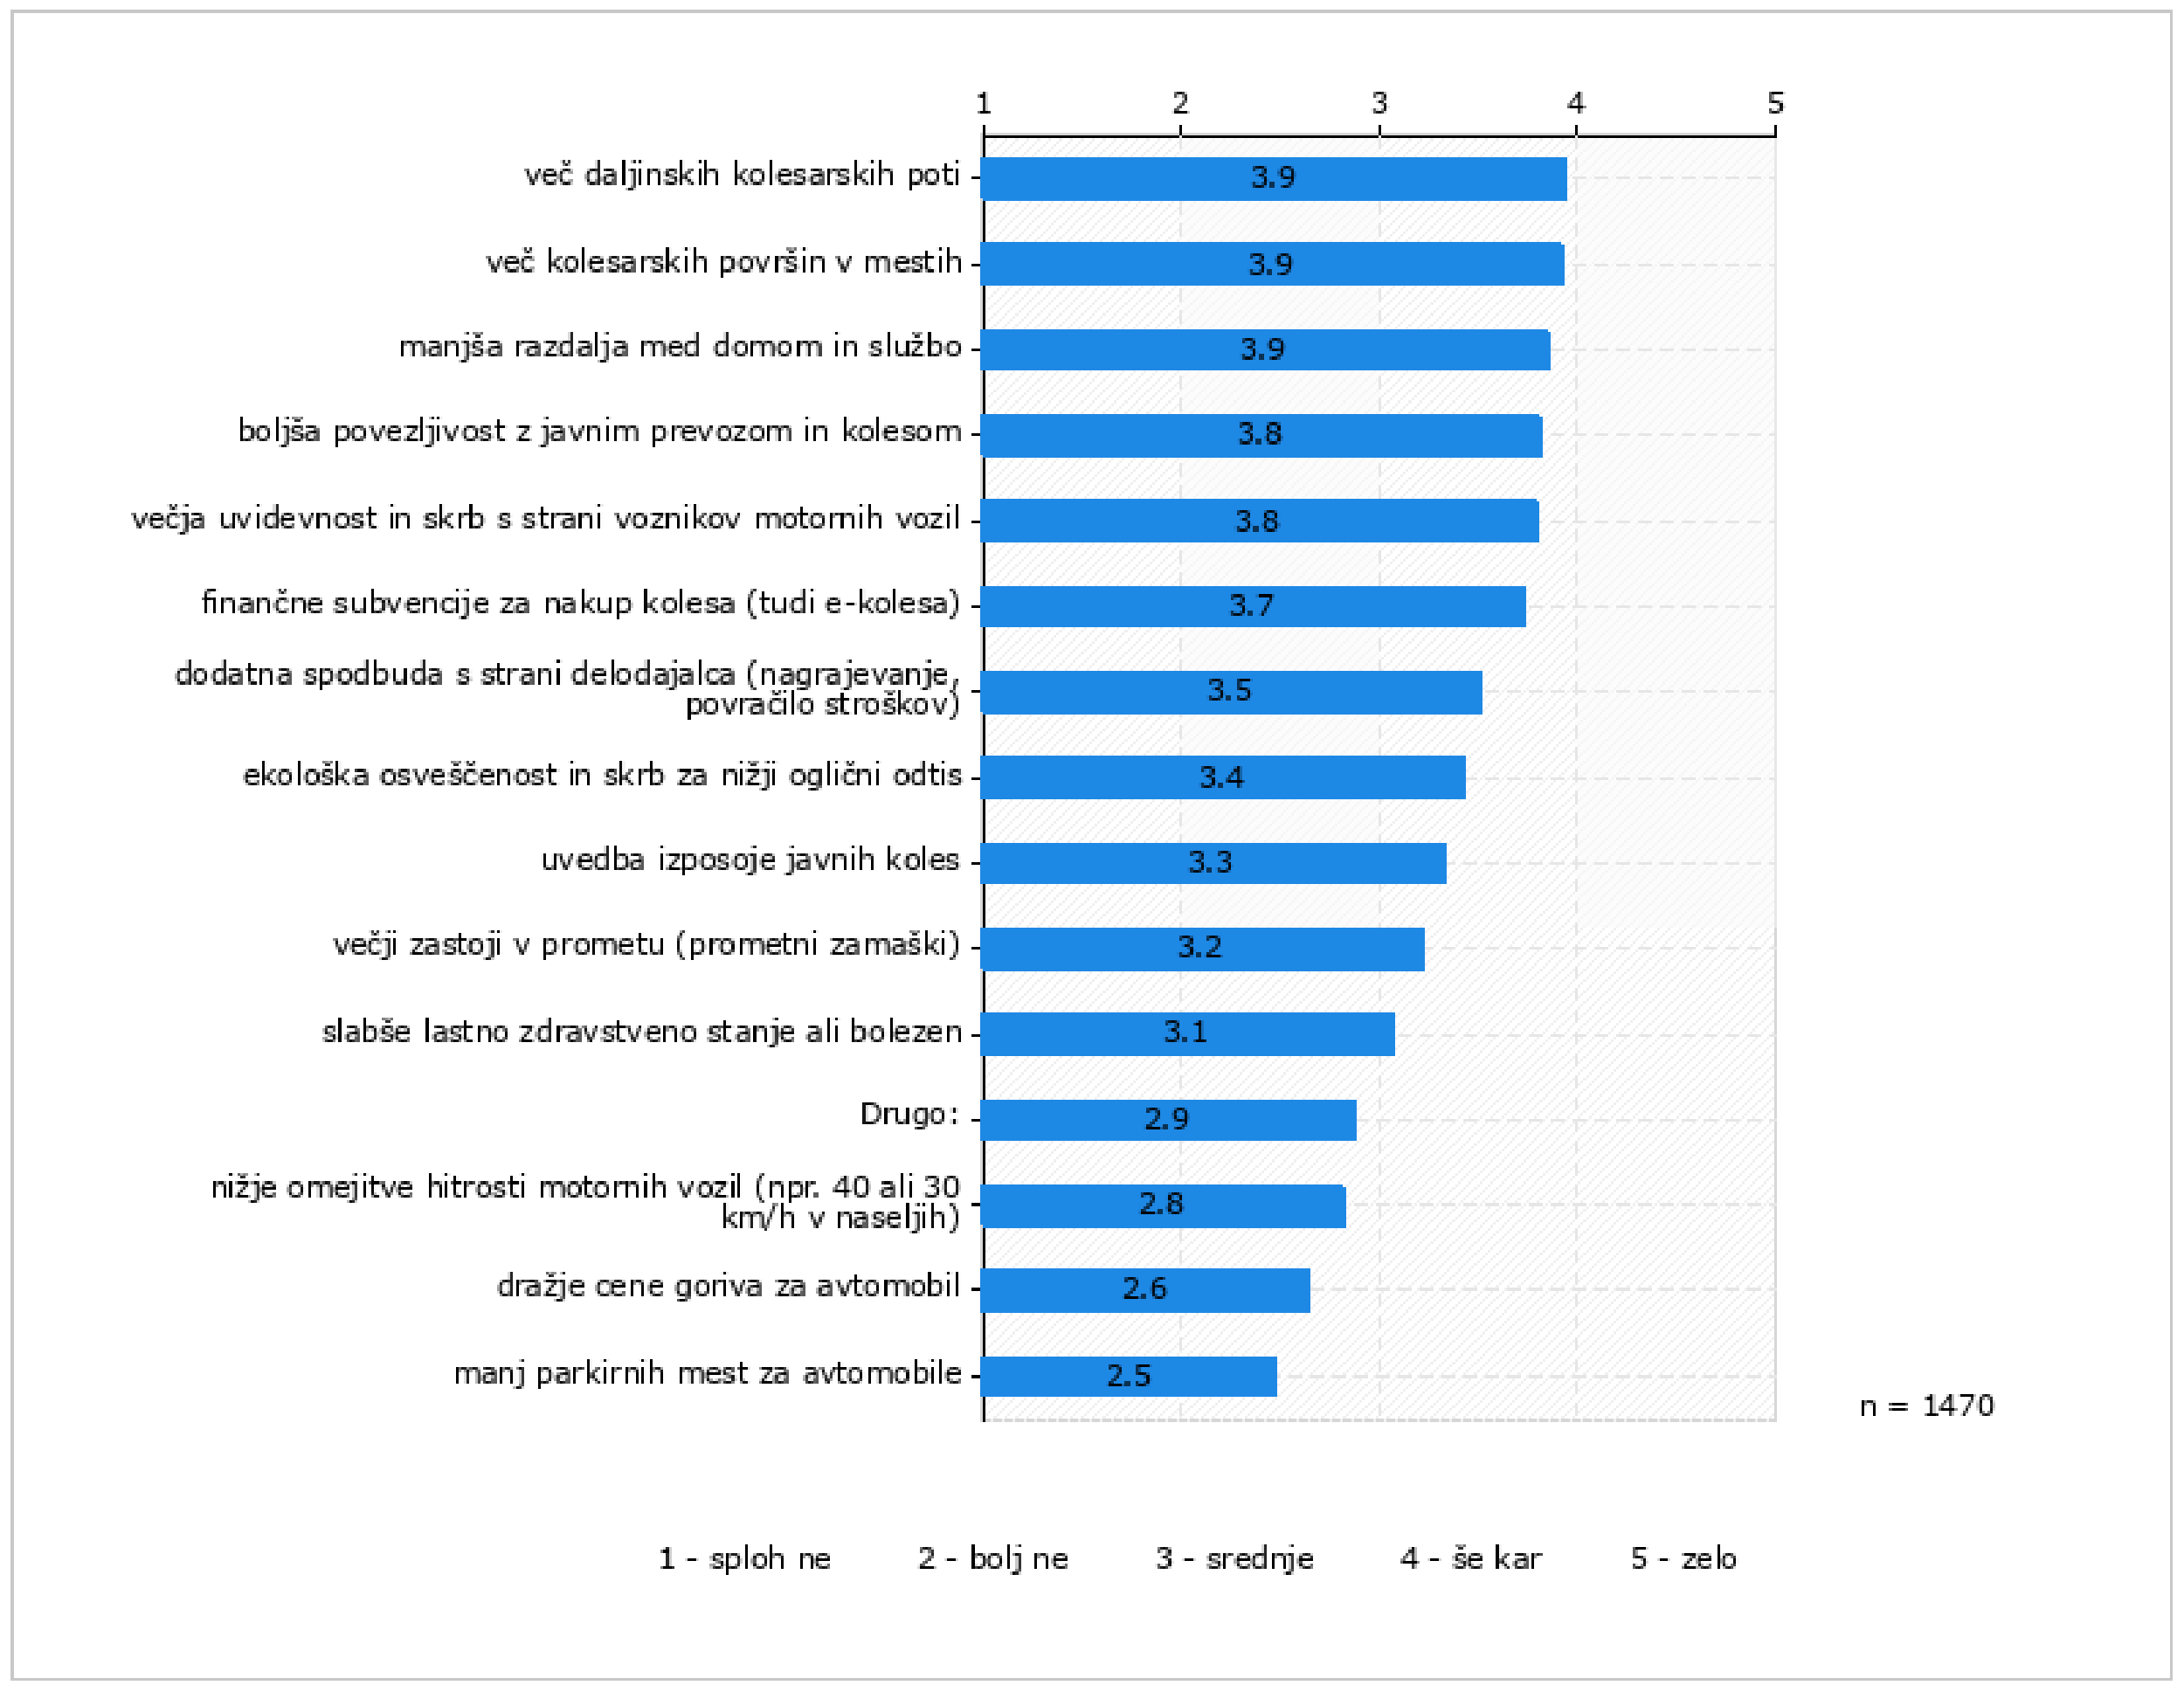 1 2 3 4 5
več daljinskih kolesarskih poti 3.9
več kolesarskih površin v mestih 3.9
manjša razdalja med domom in službo 3.9
boljša povezljivost z javnim prevozom in kolesom 3.8
večja uvidevnost in skrb s strani voznikov motornih vozil 3.8
finančne subvencije za nakup kolesa (tudi e-kolesa) 3.7
dodatna spodbuda s strani delodajalca (nagrajevanje,
povračilo stroškov) 3.5
ekološka osveščenost in skrb za nižji oglični odtis 3.4
uvedba izposoje javnih koles 3.3
večji zastoji v prometu (prometni zamaški) 3.2
slabše lastno zdravstveno stanje ali bolezen 3.1
Drugo: 2.9
nižje omejitve hitrosti motornih vozil (npr. 40 ali 30
km/h v naseljih) 2.8
dražje cene goriva za avtomobil 2.6
manj parkirnih mest za avtomobile 2.5
n = 1470
1 - sploh ne 2 - bolj ne 3 - srednje 4 - še kar 5 - zelo